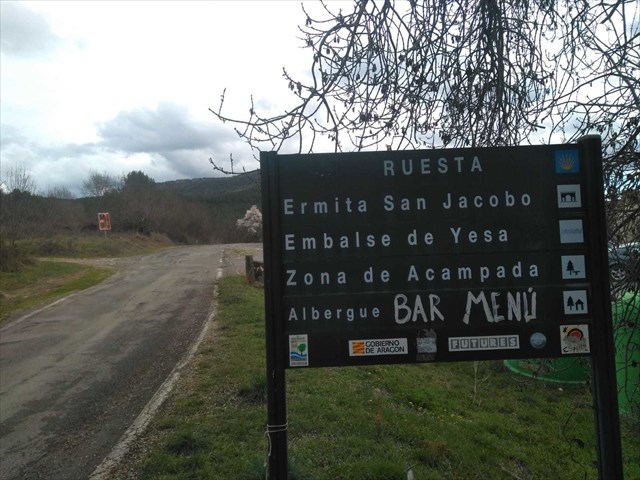 RUESTA
Ermita San Jacobo
Embalse de Yesa
Zona de Acampada
Albergue BAR MENÚ
GOBIERNO DE ARAGON
FUTURES